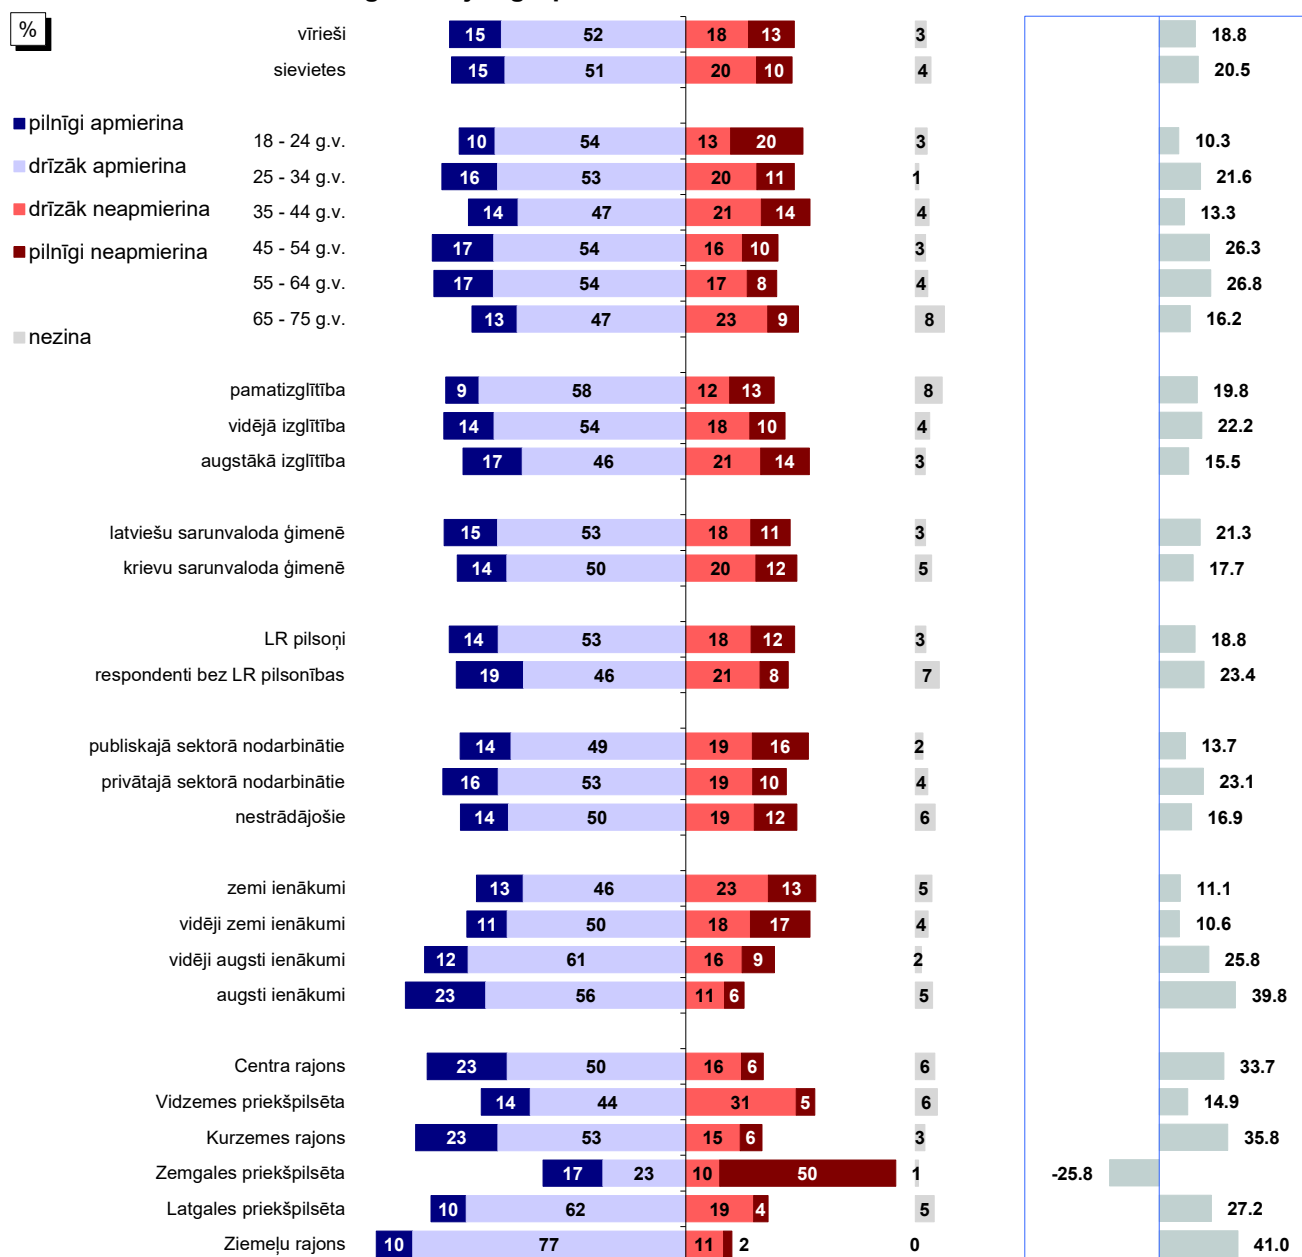 %
pilnīgi apmierina
drīzāk apmierina
drīzāk neapmierina
pilnīgi neapmierina
nezina
vīrieši 15 52 18 13 3 18.8
sievietes 15 51 20 10 4 20.5
18 - 24 g.v. 10 54 13 20 3 10.3
25 - 34 g.v. 16 53 20 11 1 21.6
35 - 44 g.v. 14 47 21 14 4 13.3
45 - 54 g.v. 17 54 16 10 3 26.3
55 - 64 g.v. 17 54 17 8 4 26.8
65 - 75 g.v. 13 47 23 9 8 16.2
pamatizglītība 9 58 12 13 8 19.8
vidējā izglītība 14 54 18 10 4 22.2
augstākā izglītība 17 46 21 14 3 15.5
latviešu sarunvaloda ģimenē 15 53 18 11 3 21.3
krievu sarunvaloda ģimenē 14 50 20 12 5 17.7
LR pilsoņi 14 53 18 12 3 18.8
respondenti bez LR pilsonības 19 46 21 8 7 23.4
publiskajā sektorā nodarbinātie 14 49 19 16 2 13.7
privātajā sektorā nodarbinātie 16 53 19 10 4 23.1
nestrādājošie 14 50 19 12 6 16.9
zemi ienākumi 13 46 23 13 5 11.1
vidēji zemi ienākumi 11 50 18 17 4 10.6
vidēji augsti ienākumi 12 61 16 9 2 25.8
augsti ienākumi 23 56 11 6 5 39.8
Centra rajons 23 50 16 6 6 33.7
Vidzemes priekšpilsēta 14 44 31 5 6 14.9
Kurzemes rajons 23 53 15 6 3 35.8
Zemgales priekšpilsēta 17 23 10 50 1 -25.8
Latgales priekšpilsēta 10 62 19 4 5 27.2
Ziemeļu rajons 10 77 11 2 0 41.0